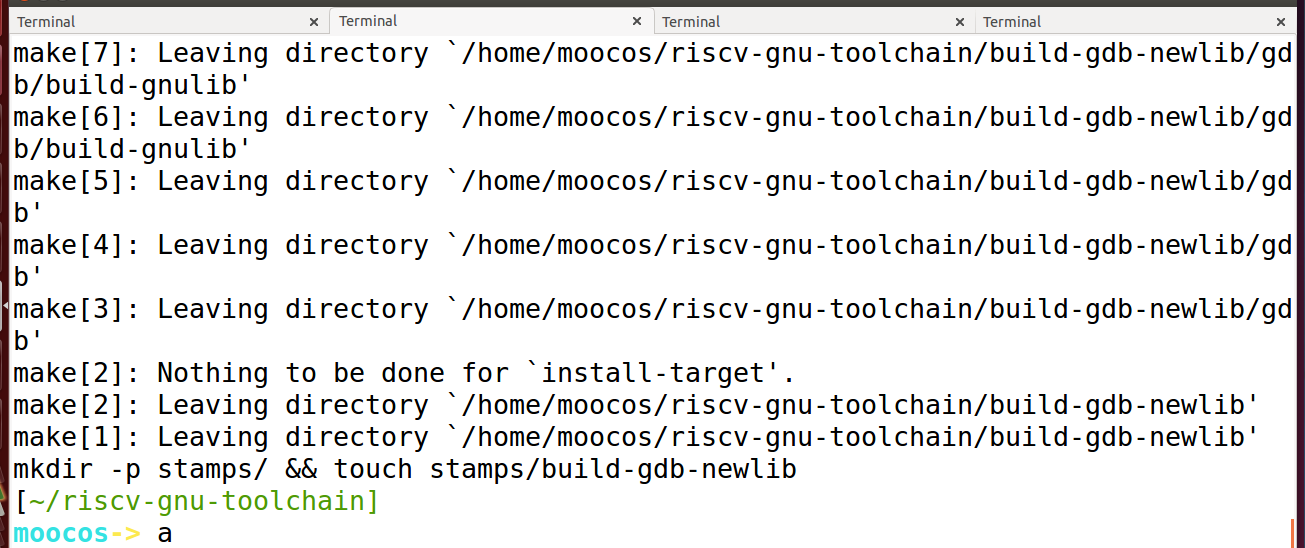 Terminal × Terminal × Terminal × Terminal ×
make[7]: Leaving directory `/home/moocos/riscv-gnu-toolchain/build-gdb-newlib/gd
b/build-gnulib'
make[6]: Leaving directory `/home/moocos/riscv-gnu-toolchain/build-gdb-newlib/gd
b/build-gnulib'
make[5]: Leaving directory `/home/moocos/riscv-gnu-toolchain/build-gdb-newlib/gd
b'
make[4]: Leaving directory `/home/moocos/riscv-gnu-toolchain/build-gdb-newlib/gd
b'
make[3]: Leaving directory `/home/moocos/riscv-gnu-toolchain/build-gdb-newlib/gd
b'
make[2]: Nothing to be done for `install-target'.
make[2]: Leaving directory `/home/moocos/riscv-gnu-toolchain/build-gdb-newlib'
make[1]: Leaving directory `/home/moocos/riscv-gnu-toolchain/build-gdb-newlib'
mkdir -p stamps/ && touch stamps/build-gdb-newlib
[~/riscv-gnu-toolchain]
moocos-> a